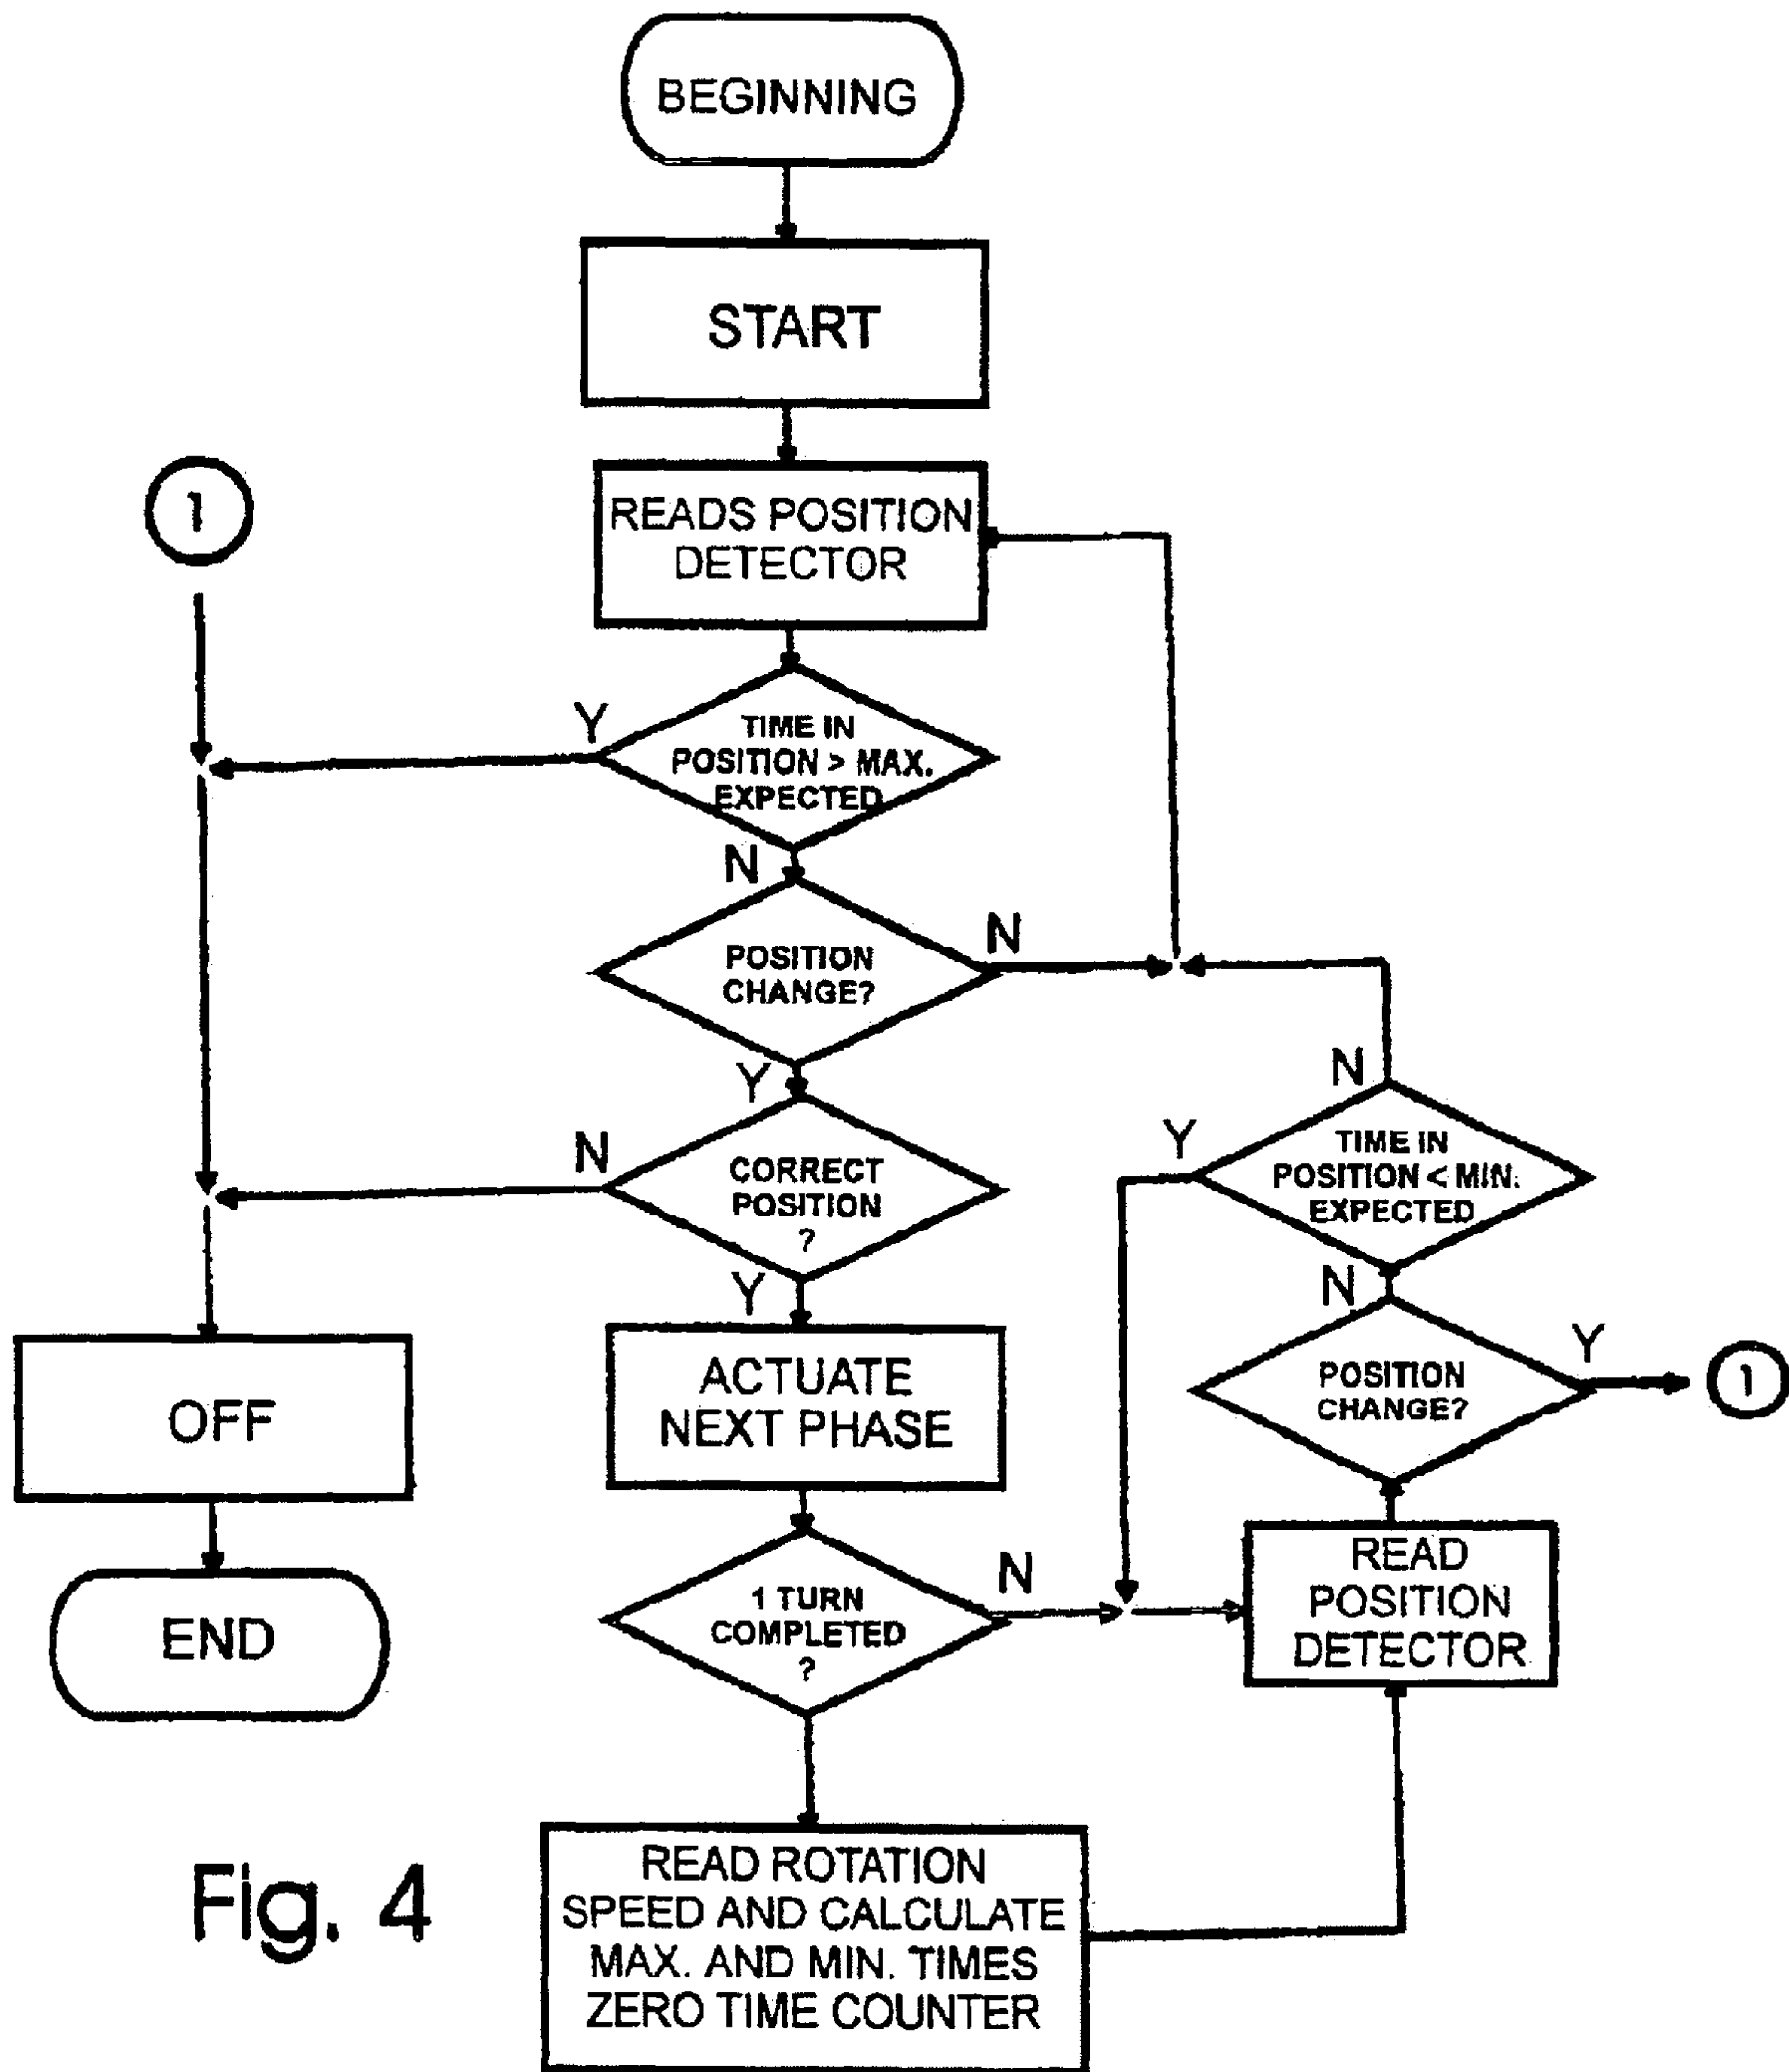 BEGINNING
START
1
READS POSITION
DETECTOR
Y
TIME IN
POSITION > MAX.
EXPECTED
N
POSITION
CHANGE?
N
Y
N
CORRECT
POSITION
?
Y
N
Y
TIME IN
POSITION < MIN.
EXPECTED
N
POSITION
CHANGE?
Y
1
OFF
ACTUATE
NEXT PHASE
END
1 TURN
COMPLETED
?
N
READ
POSITION
DETECTOR
READ ROTATION
SPEED AND CALCULATE
MAX. AND MIN. TIMES
ZERO TIME COUNTER
Fig. 4